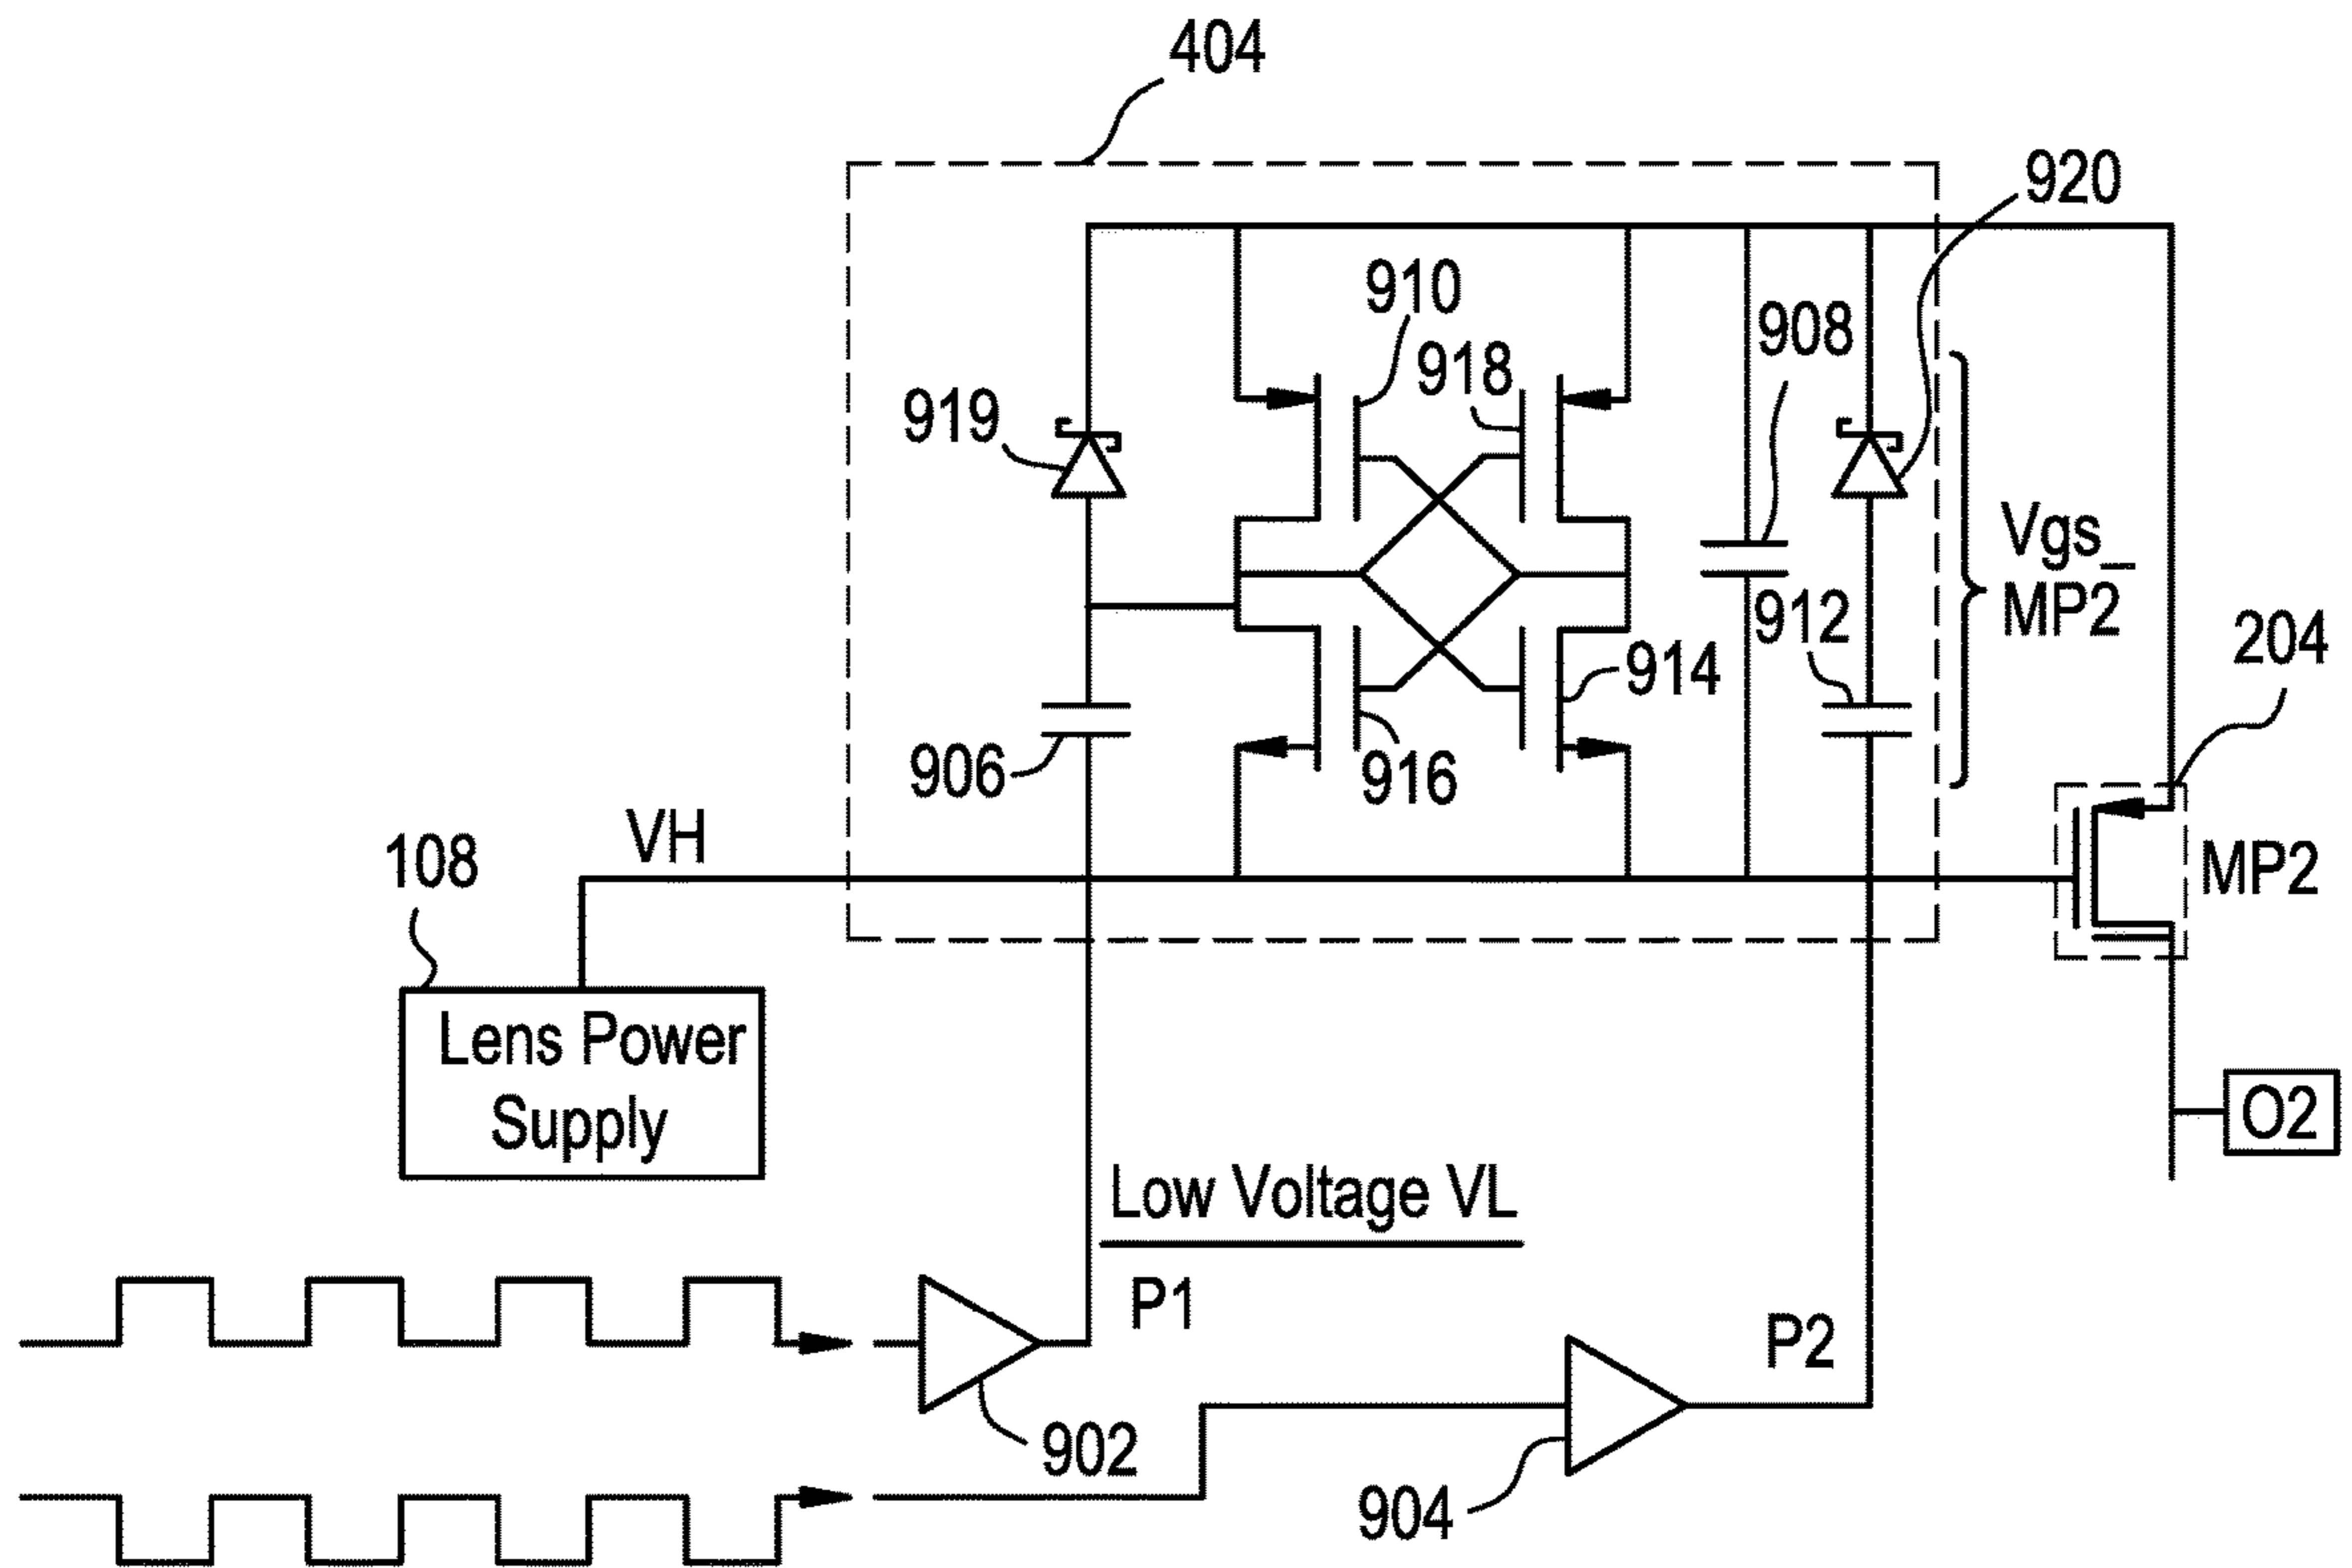 404
920
910
908
918
919
Vgs_
MP2
912
204
914
906
916
VH
108
MP2
Lens Power
Supply
O2
Low Voltage VL
P1
P2
902
904